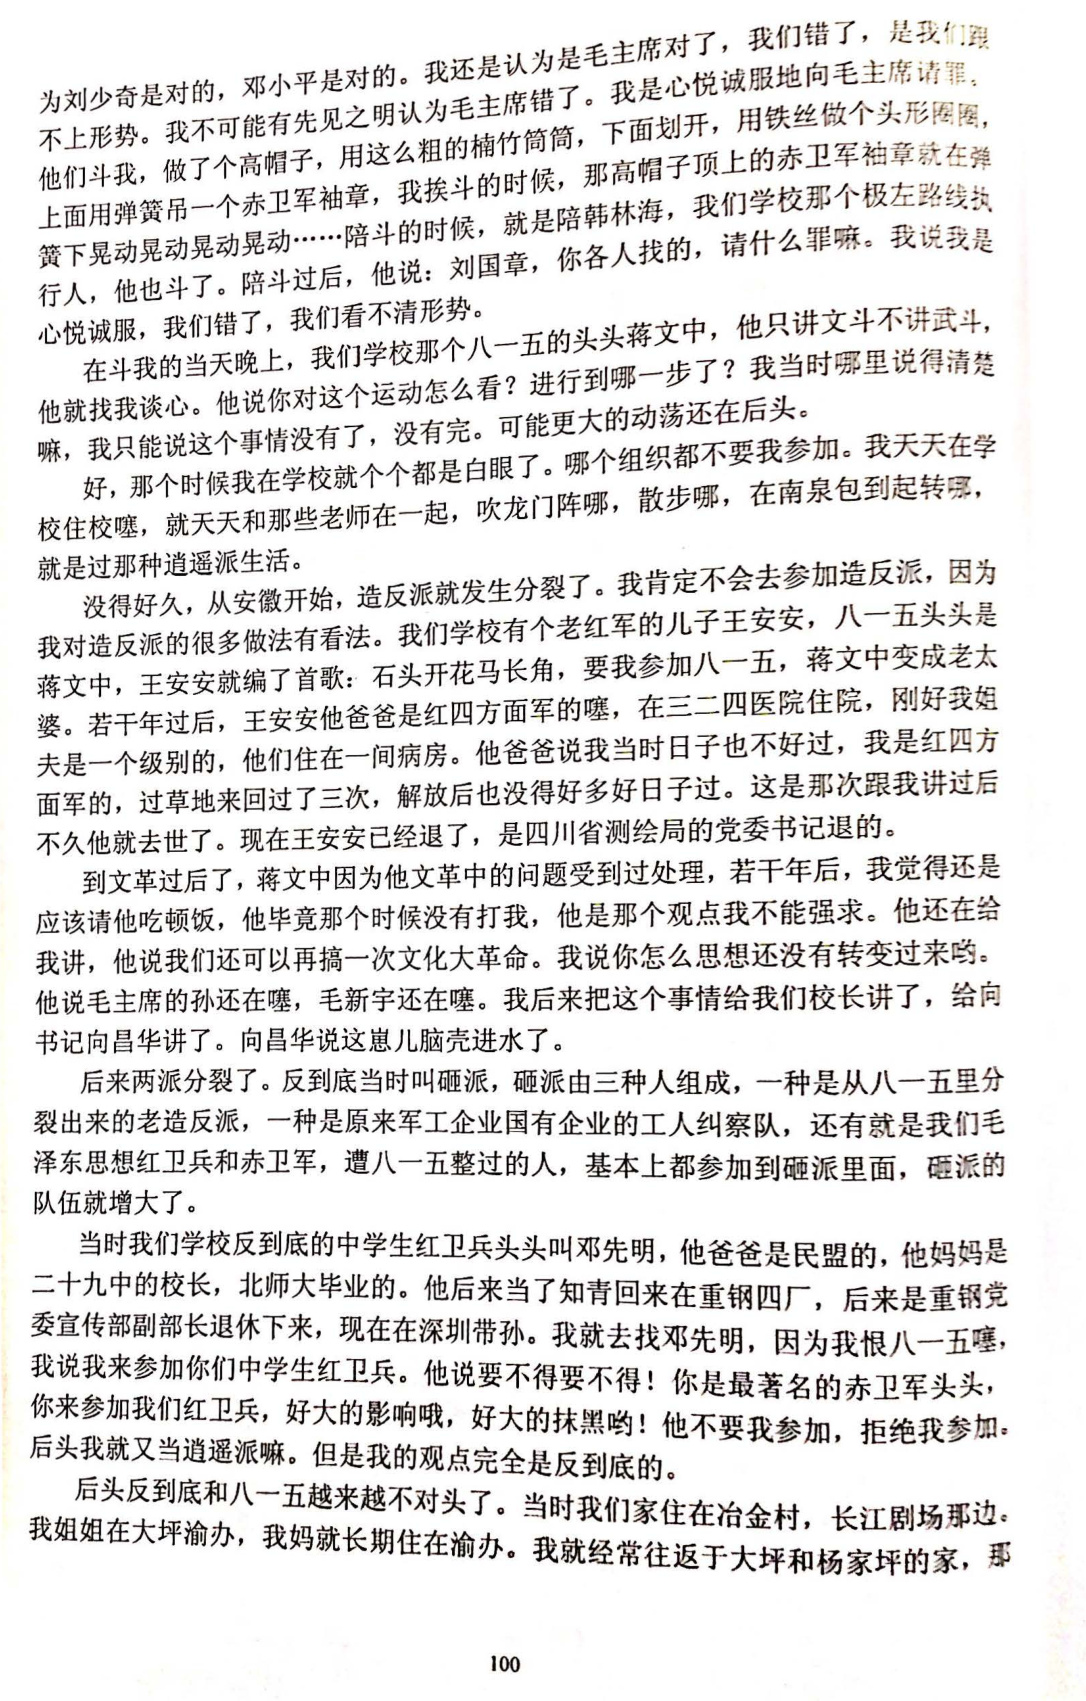 为刘少奇是对的，邓小平是对的。我还是认为是毛主席对了，我们错了，是我们跟
不上形势。我不可能有先见之明认为毛主席错了。我是心悦诚服地向毛主席请罪。
他们斗我，做了个高帽子，用这么粗的楠竹筒筒，下面划开，用铁丝做个头形圈圈，
上面用弹簧吊一个赤卫军袖章，我挨斗的时候，那高帽子顶上的赤卫军袖章就在弹
簧下晃动晃动晃动晃动……陪斗的时候，就是陪韩林海，我们学校那个极左路线执
行人，他也斗了。陪斗过后，他说：刘国章，你各人找的，请什么罪嘛。我说我是
心悦诚服，我们错了，我们看不清形势。
在斗我的当天晚上，我们学校那个八一五的头头蒋文中，他只讲文斗不讲武斗，
他就找我谈心。他说你对这个运动怎么看？进行到哪一步了？我当时哪里说得清楚
嘛，我只能说这个事情没有了，没有完。可能更大的动荡还在后头。
好，那个时候我在学校就个个都是白眼了。哪个组织都不要我参加。我天天在学
校住校噻，就天天和那些老师在一起，吹龙门阵哪，散步哪，在南泉包到起转哪，
就是过那种逍遥派生活。
没得好久，从安徽开始，造反派就发生分裂了。我肯定不会去参加造反派，因为
我对造反派的很多做法有看法。我们学校有个老红军的儿子王安安，八一五头头是
蒋文中，王安安就编了首歌：石头开花马长角，要我参加八一五，蒋文中变成老太
婆。若干年过后，王安安他爸爸是红四方面军的噻，在三二四医院住院，刚好我姐
夫是一个级别的，他们住在一间病房。他爸爸说我当时日子也不好过，我是红四方
面军的，过草地来回过了三次，解放后也没得好多好日子过。这是那次跟我讲过后
不久他就去世了。现在王安安已经退了，是四川省测绘局的党委书记退的。
到文革过后了，蒋文中因为他文革中的问题受到过处理，若干年后，我觉得还是
应该请他吃顿饭，他毕竟那个时候没有打我，他是那个观点我不能强求。他还在给
我讲，他说我们还可以再搞一次文化大革命。我说你怎么思想还没有转变过来哟。
他说毛主席的孙还在噻，毛新宇还在噻。我后来把这个事情给我们校长讲了，给向
书记向昌华讲了。向昌华说这崽儿脑壳进水了。
后来两派分裂了。反到底当时叫砸派，砸派由三种人组成，一种是从八一五里分
裂出来的老造反派，一种是原来军工企业国有企业的工人纠察队，还有就是我们毛
泽东思想红卫兵和赤卫军，遭八一五整过的人，基本上都参加到砸派里面，砸派的
队伍就增大了。
当时我们学校反到底的中学生红卫兵头头叫邓先明，他爸爸是民盟的，他妈妈是
二十九中的校长，北师大毕业的。他后来当了知青回来在重钢四厂，后来是重钢党
委宣传部副部长退休下来，现在在深圳带孙。我就去找邓先明，因为我恨八一五噻，
我说我来参加你们中学生红卫兵。他说要不得要不得！你是最著名的赤卫军头头，
你来参加我们红卫兵，好大的影响哦，好大的抹黑哟！他不要我参加，拒绝我参加。
后头我就又当逍遥派嘛。但是我的观点完全是反到底的。
后头反到底和八一五越来越不对头了。当时我们家住在冶金村，长江剧场那边。
我姐姐在大坪渝办，我妈就长期住在渝办。我就经常往返于大坪和杨家坪的家，那
100